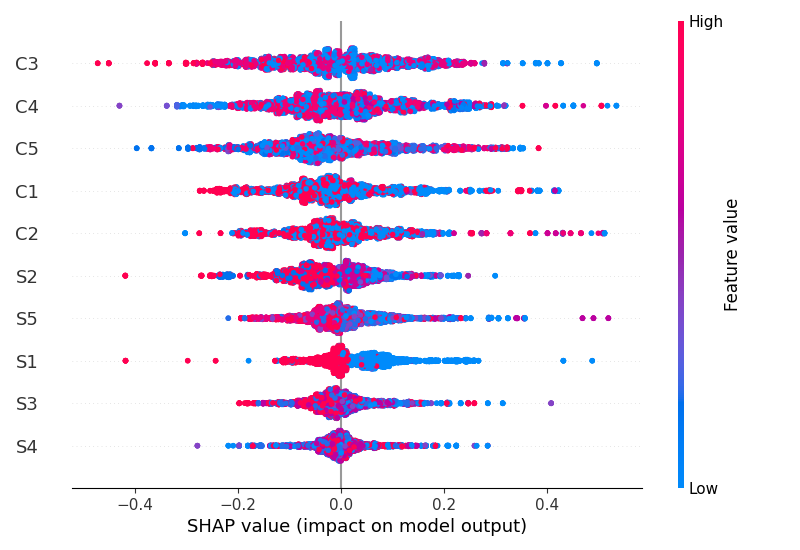 High
C3
C4
C5
C1
C2
S2
S5
S1
S3
S4
Feature value
Low
−0.4 −0.2 0.0 0.2 0.4
SHAP value (impact on model output)